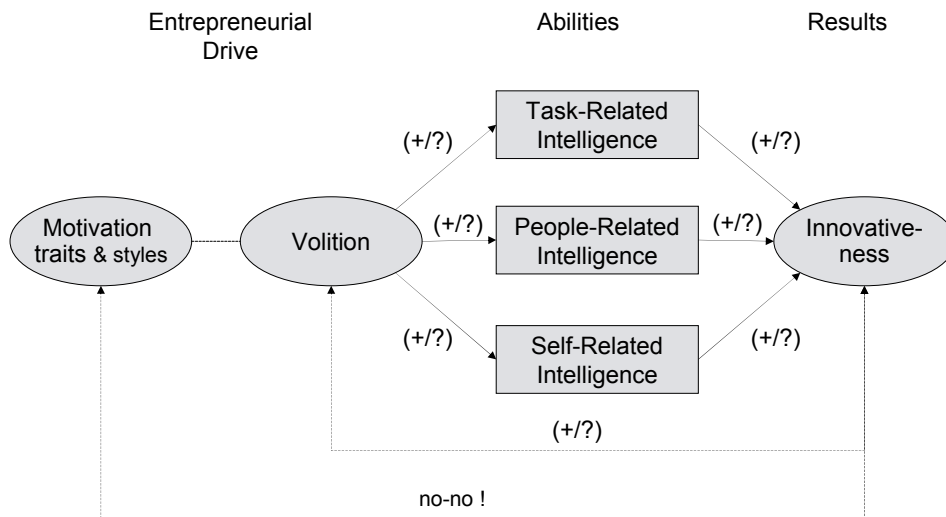 Entrepreneurial
Drive
Abilities
Results
Task-Related
Intelligence
(+/?)
(+/?)
Motivation
traits & styles
Volition
(+/?)
People-Related
Intelligence
(+/?)
Innovative-
ness
(+/?)
Self-Related
Intelligence
(+/?)
(+/?)
no-no !